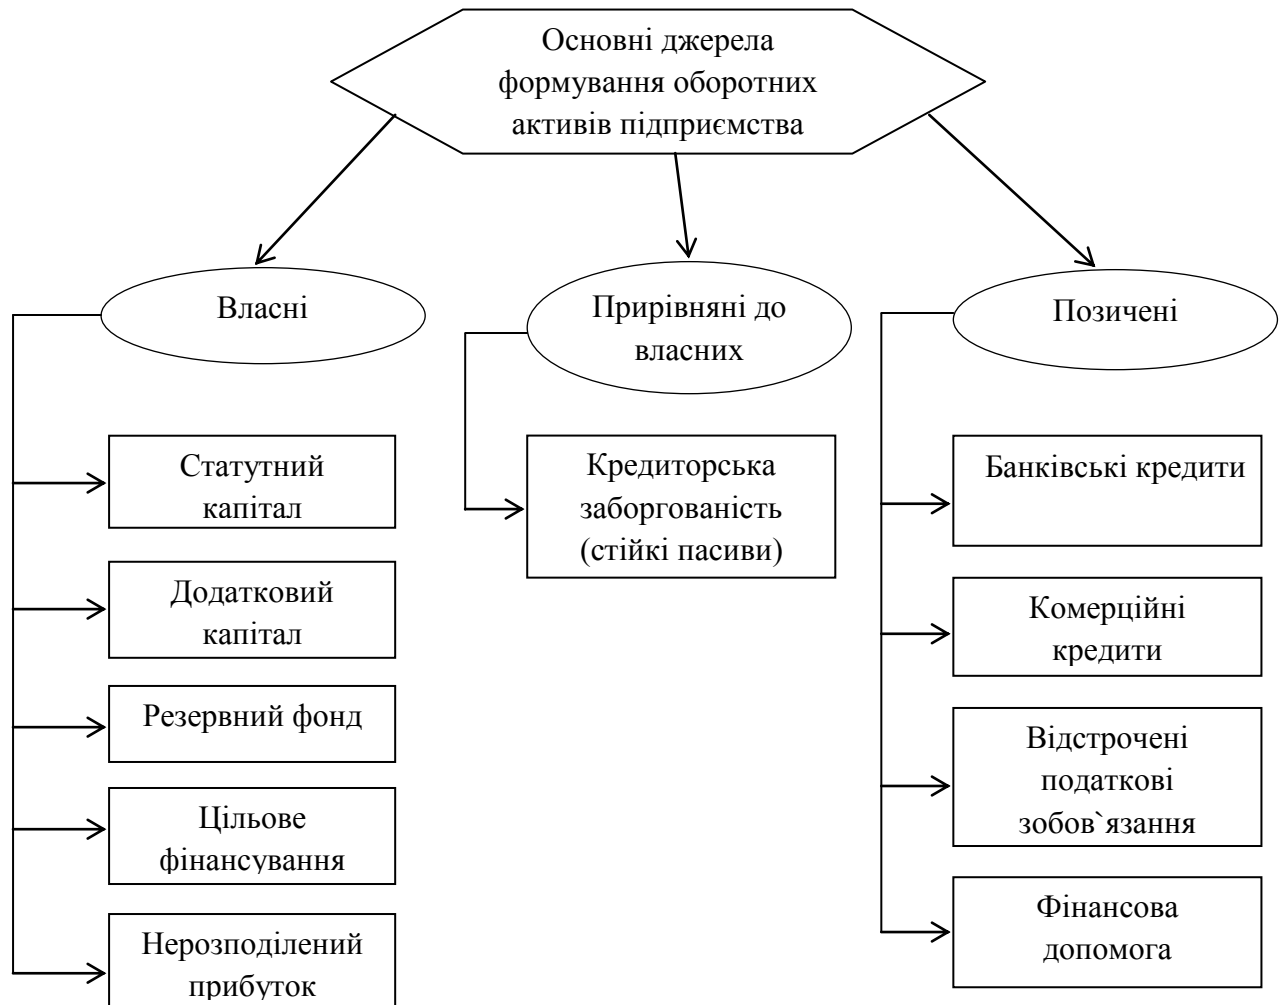 Основні джерела
формування оборотних
активів підприємства
Власні
Прирівняні до
власних
Позичені
Статутний
капітал
Додатковий
капітал
Резервний фонд
Цільове
фінансування
Нерозподілений
прибуток
Кредиторська
заборгованість
(стійкі пасиви)
Банківські кредити
Комерційні
кредити
Відстрочені
податкові
зобов`язання
Фінансова
допомога